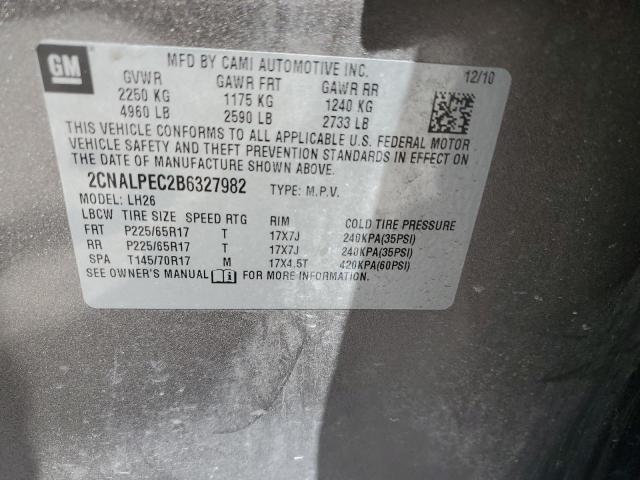 GM
MFD BY CAMI AUTOMOTIVE INC. 12/10
GVWR GAWR FRT GAWR RR
2250 KG 1175 KG 1240 KG
4960 LB 2590 LB 2733 LB
THIS VEHICLE CONFORMS TO ALL APPLICABLE U.S. FEDERAL MOTOR
VEHICLE SAFETY AND THEFT PREVENTION STANDARDS IN EFFECT ON
THE DATE OF MANUFACTURE SHOWN ABOVE.
2CNALPEC2B6327982 TYPE: M.P.V.
MODEL: LH26
LBCW TIRE SIZE SPEED RTG RIM COLD TIRE PRESSURE
FRT P225/65R17 T 17X7J 240KPA(35PSI)
RR P225/65R17 T 17X7J 240KPA(35PSI)
SPA T145/70R17 M 17X4.5T 420KPA(60PSI)
SEE OWNER'S MANUAL FOR MORE INFORMATION.